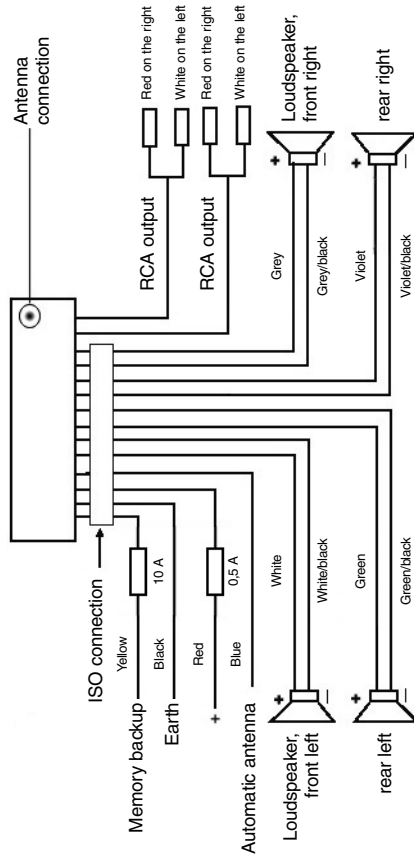 Antenna
connection
Red on the right
White on the left
RCA output
Red on the right
White on the left
RCA output
ISO connection
Memory backup
Yellow
10 A
Earth
Black
+
Red
0,5 A
Automatic antenna
Blue
Loudspeaker,
front left
+
–
White
White/black
rear left
+
–
Green
Green/black
Grey
Grey/black
+
–
Loudspeaker,
front right
Violet
Violet/black
+
–
rear right